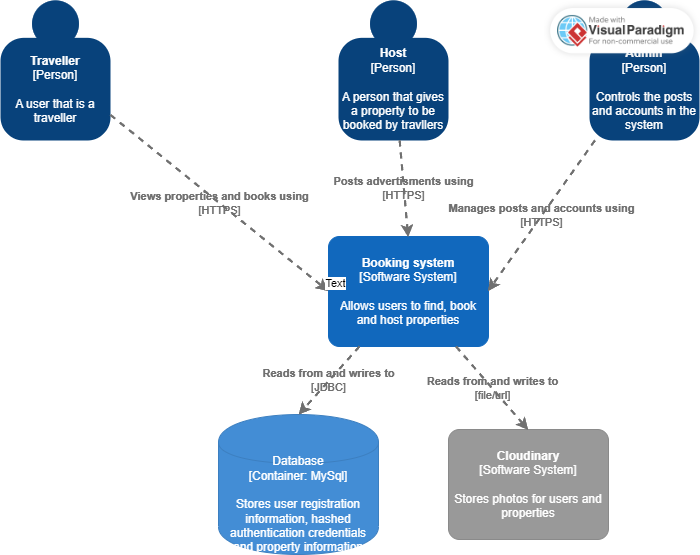 Made with
Visual Paradigm
For non-commercial use
Traveller
[Person]
A user that is a
traveller
Host
[Person]
A person that gives
a property to be
booked by travllers
Admin
[Person]
Controls the posts
and accounts in the
system
Views properties and books using
[HTTPS]
Posts advertisments using
[HTTPS]
Manages posts and accounts using
[HTTPS]
Booking system
[Software System]
Text
Allows users to find, book
and host properties
Reads from and wrires to
[JDBC]
Reads from and writes to
[file/url]
Database
[Container: MySql]
Stores user registration
information, hashed
authentication credentials
and property information
Cloudinary
[Software System]
Stores photos for users and
properties